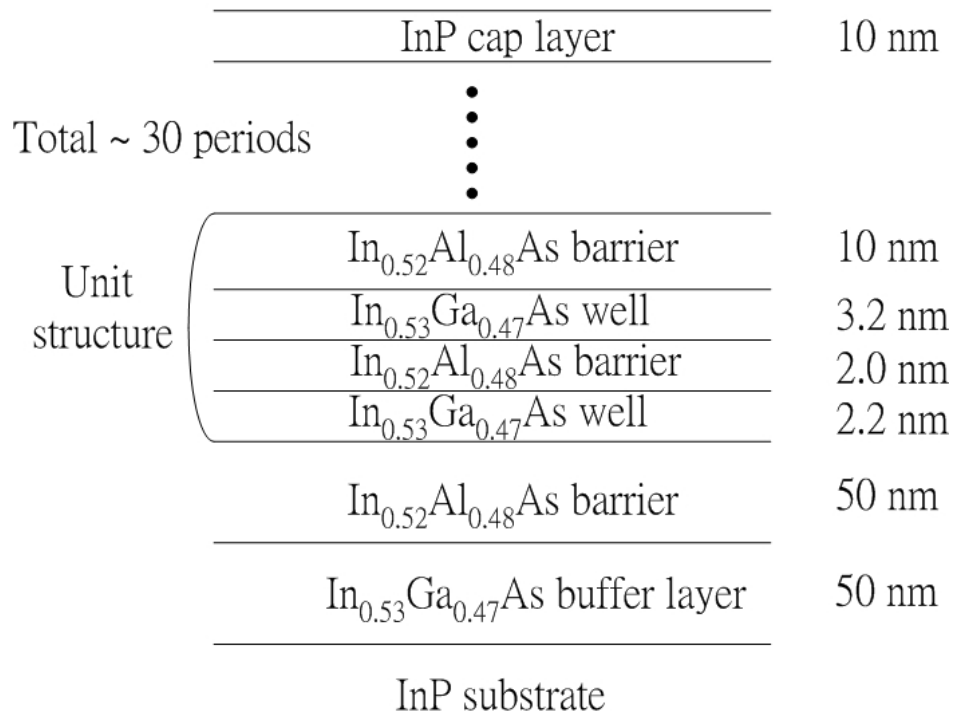 InP cap layer 10 nm
Total ~ 30 periods
In0.52Al0.48As barrier 10 nm
Unit
structure
In0.53Ga0.47As well 3.2 nm
In0.52Al0.48As barrier 2.0 nm
In0.53Ga0.47As well 2.2 nm
In0.52Al0.48As barrier 50 nm
In0.53Ga0.47As buffer layer 50 nm
InP substrate